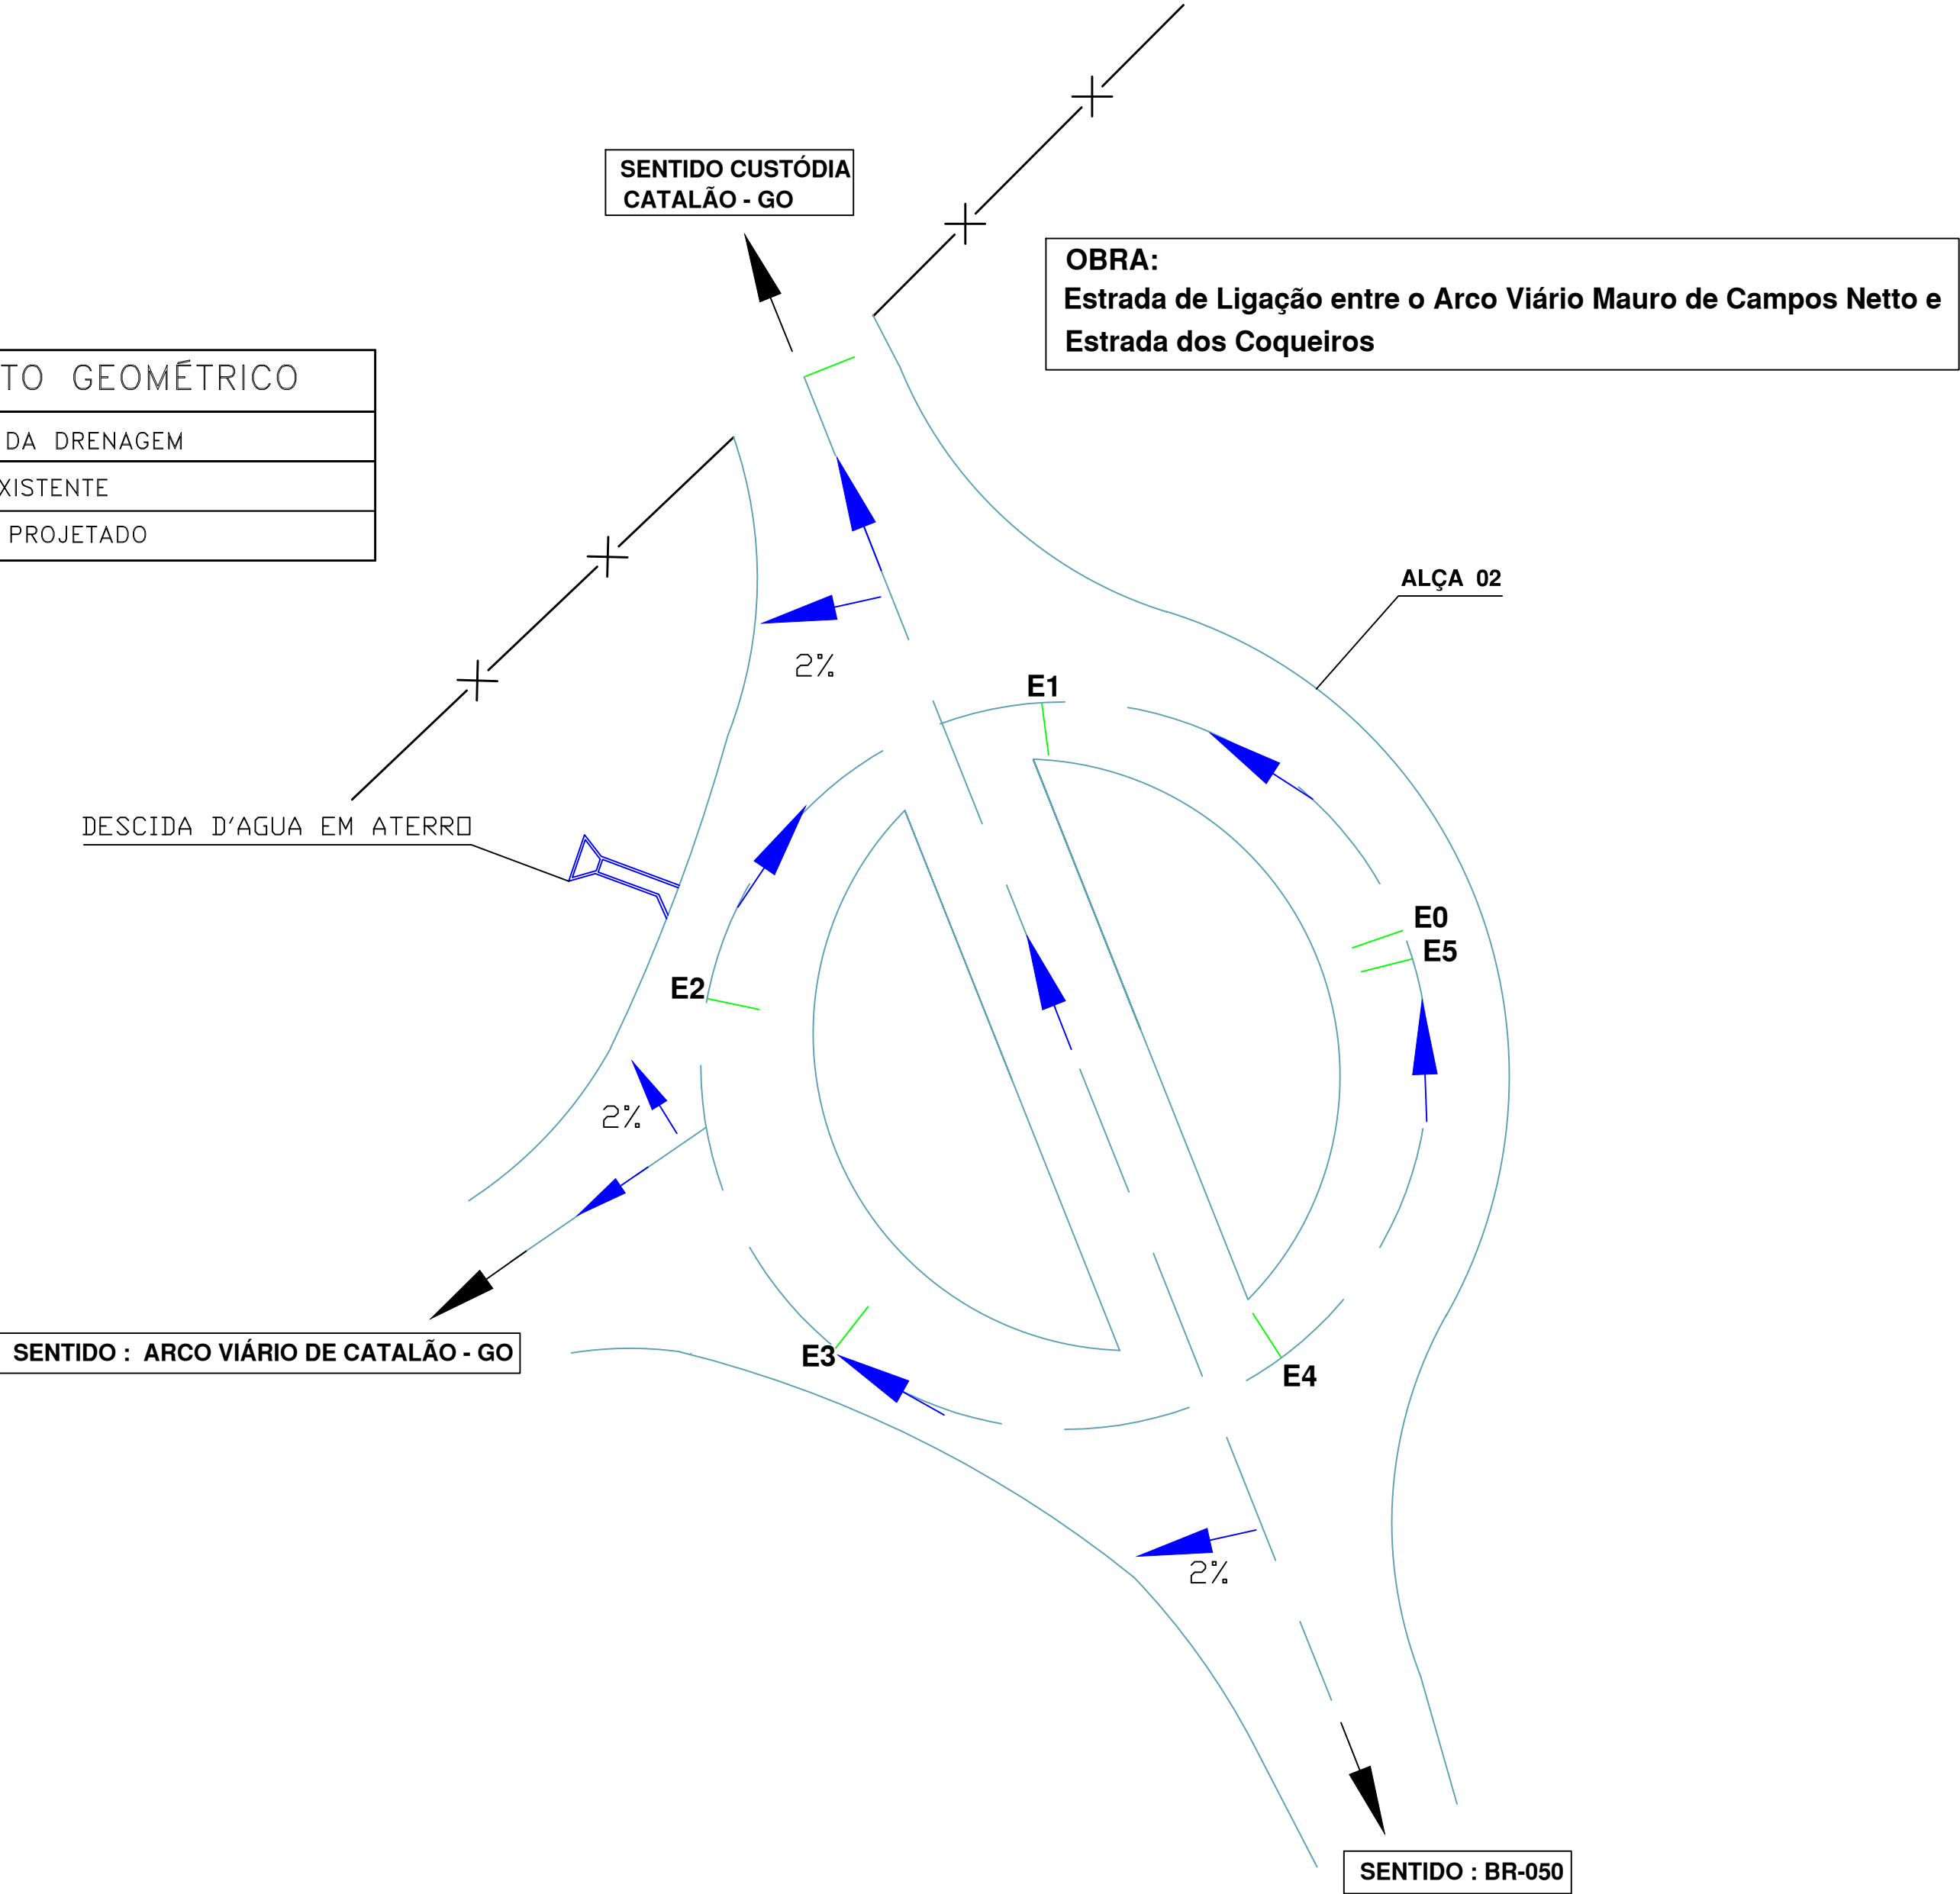 SENTIDO CUSTÓDIA
CATALÃO - GO
OBRA:
Estrada de Ligação entre o Arco Viário Mauro de Campos Netto e
Estrada dos Coqueiros
TO GEOMÉTRICO
DA DRENAGEM
XISTENTE
PROJETADO
ALÇA 02
2%
E1
DESCIDA D'AGUA EM ATERRO
E0
E5
E2
2%
SENTIDO : ARCO VIÁRIO DE CATALÃO - GO
E3
E4
2%
SENTIDO : BR-050